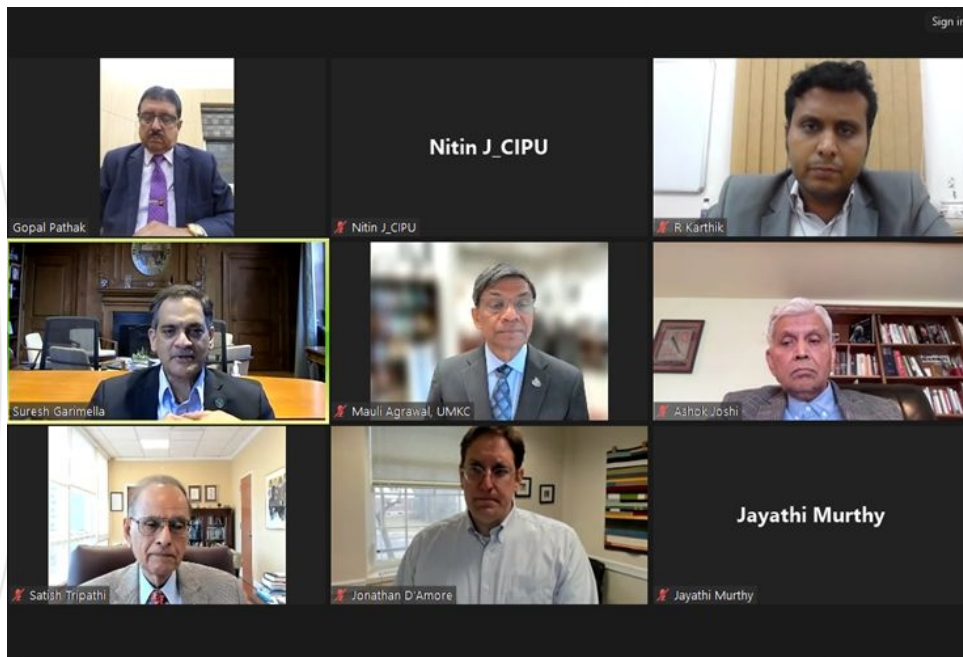 Sign in
Gopal Pathak
Nitin J_CIPU
Nitin J_CIPU
R Karthik
Suresh Garimella
Mauli Agrawal, UMKC
Ashok Joshi
Satish Tripathi
Jonathan D'Amore
Jayathi Murthy
Jayathi Murthy